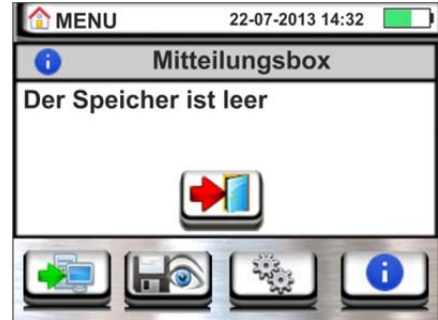 MENU 22-07-2013 14:32
Mitteilungsbox
Der Speicher ist leer